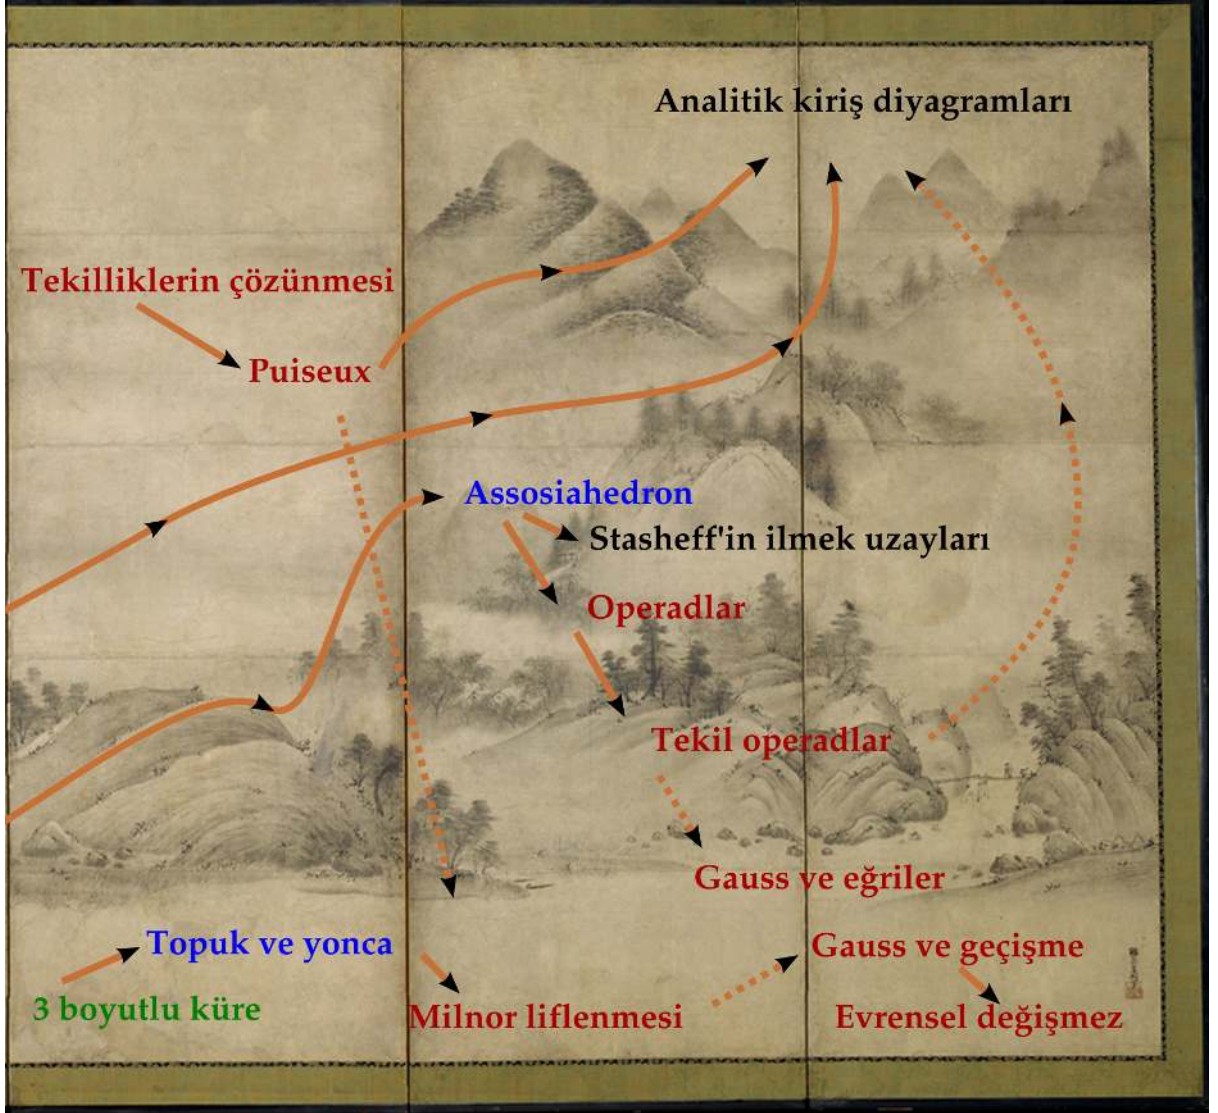 Analitik kiriş diyagramları
Tekilliklerin çözünmesi
Puiseux
Assosiahedron
Stasheff'in ilmek uzayları
Operadlar
Tekil operadlar
Gauss ve eğriler
Topuk ve yonca
Gauss ve geçişme
3 boyutlu küre
Milnor liflenmesi
Evrensel değişmez